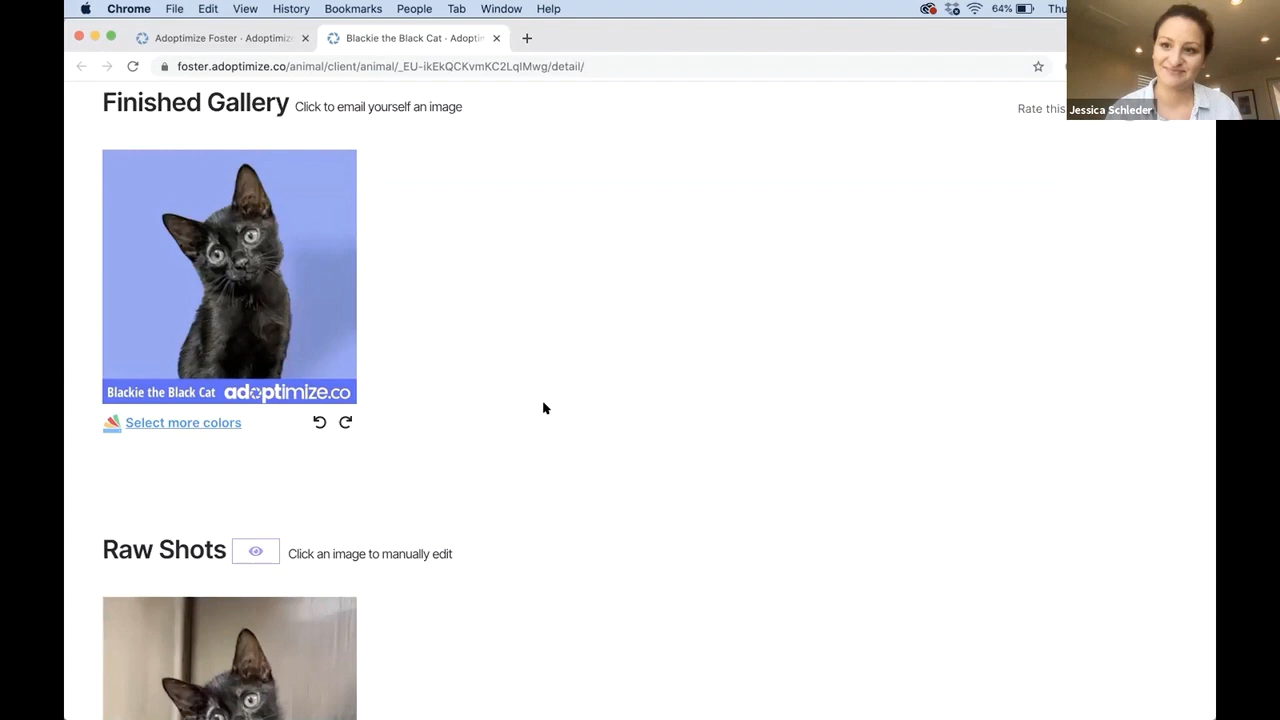 Chrome File Edit View History Bookmarks People Tab Window Help 64% Thu
Adoptimize Foster · Adoptimize Blackie the Black Cat · Adoptin
foster.adoptimize.co/animal/client/animal/_EU-ikEkQCKvmKC2LqlMwg/detail/
Jessica Schleder
Finished Gallery Click to email yourself an image Rate this
Blackie the Black Cat adoptimize.co
Select more colors
Raw Shots Click an image to manually edit